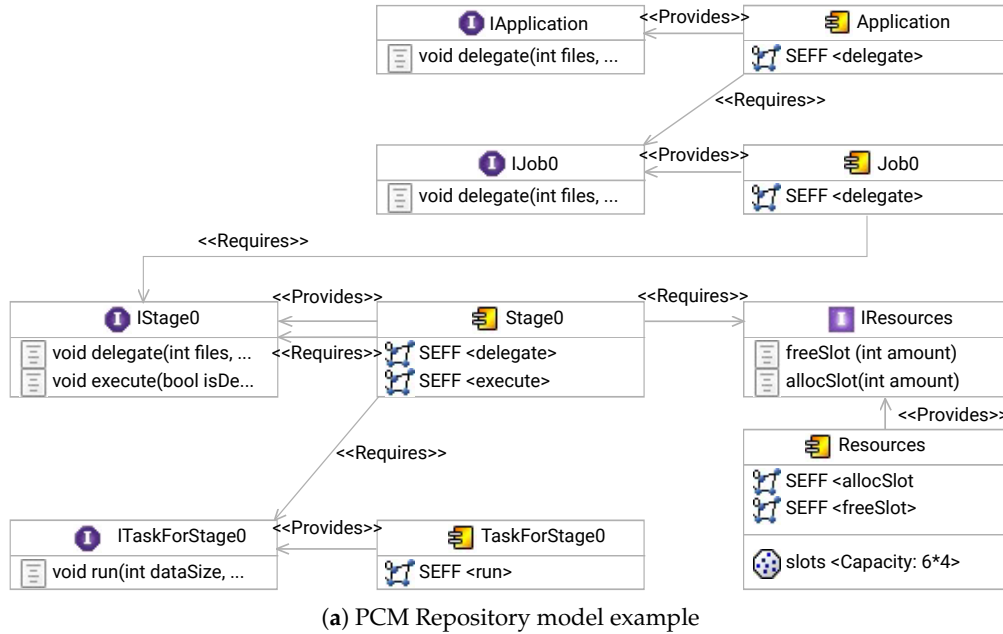 IApplication
<<Provides>>
Application
void delegate(int files, ...
SEFF <delegate>
<<Requires>>
IJob0
<<Provides>>
Job0
void delegate(int files, ...
SEFF <delegate>
<<Requires>>
IStage0
<<Provides>>
Stage0
<<Requires>>
IResources
void delegate(int files, ...
<<Requires>>
SEFF <delegate>
freeSlot (int amount)
void execute(bool isDe...
SEFF <execute>
allocSlot(int amount)
<<Provides>>
<<Requires>>
Resources
SEFF <allocSlot
SEFF <freeSlot>
ITaskForStage0
<<Provides>>
TaskForStage0
void run(int dataSize, ...
SEFF <run>
slots <Capacity: 6*4>
(a) PCM Repository model example